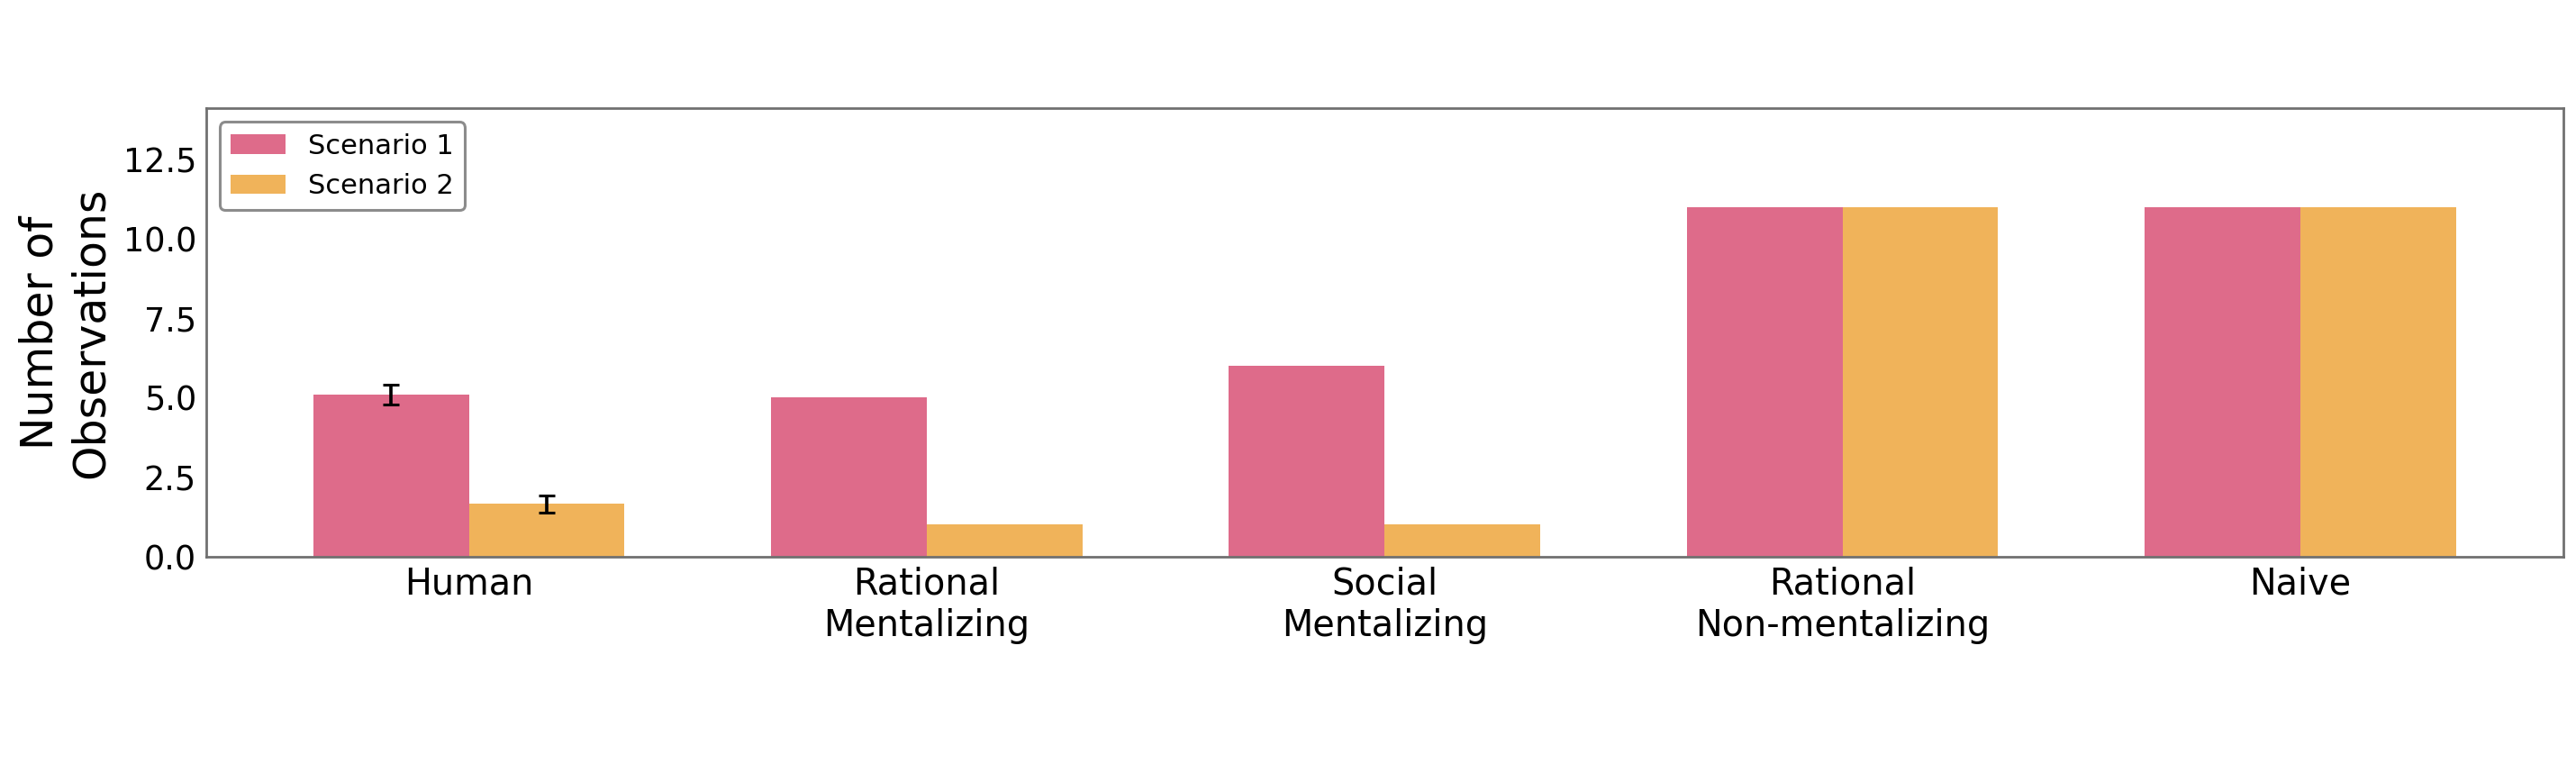 Number of
Observations
12.5
10.0
7.5
5.0
2.5
0.0
Scenario 1
Scenario 2
Human
Rational
Mentalizing
Social
Mentalizing
Rational
Non-mentalizing
Naive